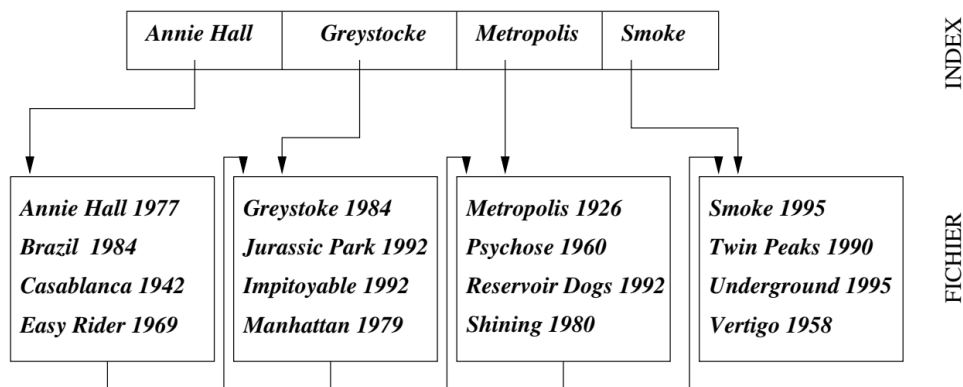 Annie Hall Greystocke Metropolis Smoke
INDEX
Annie Hall 1977
Brazil 1984
Casablanca 1942
Easy Rider 1969
Greystoke 1984
Jurassic Park 1992
Impitoyable 1992
Manhattan 1979
Metropolis 1926
Psychose 1960
Reservoir Dogs 1992
Shining 1980
Smoke 1995
Twin Peaks 1990
Underground 1995
Vertigo 1958
FICHIER